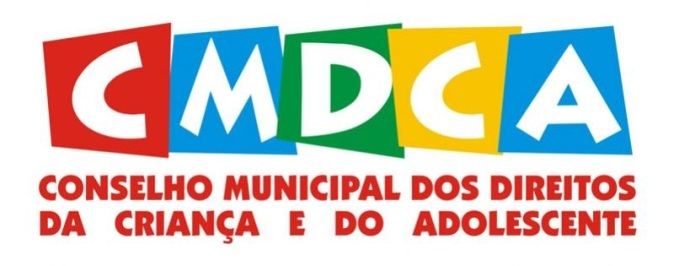 CMDCA
CONSELHO MUNICIPAL DOS DIREITOS
DA CRIANÇA E DO ADOLESCENTE